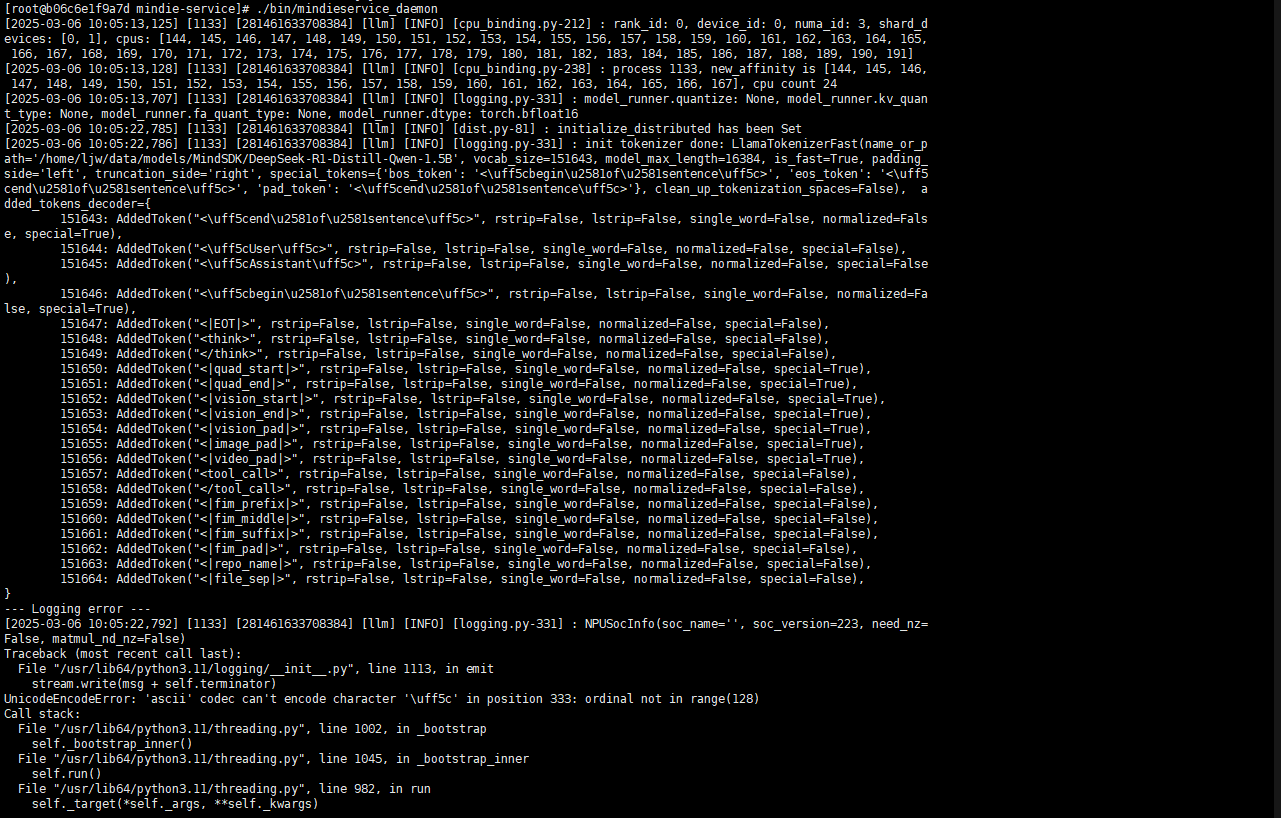 [root@b06c6e1f9a7d mindie-service]# ./bin/mindieservice_daemon
[2025-03-06 10:05:13,125] [1133] [281461633708384] [llm] [INFO] [cpu_binding.py-212] : rank_id: 0, device_id: 0, numa_id: 3, shard_d
evices: [0, 1], cpus: [144, 145, 146, 147, 148, 149, 150, 151, 152, 153, 154, 155, 156, 157, 158, 159, 160, 161, 162, 163, 164, 165,
 166, 167, 168, 169, 170, 171, 172, 173, 174, 175, 176, 177, 178, 179, 180, 181, 182, 183, 184, 185, 186, 187, 188, 189, 190, 191]
[2025-03-06 10:05:13,128] [1133] [281461633708384] [llm] [INFO] [cpu_binding.py-238] : process 1133, new_affinity is [144, 145, 146,
 147, 148, 149, 150, 151, 152, 153, 154, 155, 156, 157, 158, 159, 160, 161, 162, 163, 164, 165, 166, 167], cpu count 24
[2025-03-06 10:05:13,707] [1133] [281461633708384] [llm] [INFO] [logging.py-331] : model_runner.quantize: None, model_runner.kv_quan
t_type: None, model_runner.fa_quant_type: None, model_runner.dtype: torch.bfloat16
[2025-03-06 10:05:22,785] [1133] [281461633708384] [llm] [INFO] [dist.py-81] : initialize_distributed has been Set
[2025-03-06 10:05:22,786] [1133] [281461633708384] [llm] [INFO] [logging.py-331] : init tokenizer done: LlamaTokenizerFast(name_or_p
ath='/home/ljw/data/models/MindSDK/DeepSeek-R1-Distill-Qwen-1.5B', vocab_size=151643, model_max_length=16384, is_fast=True, padding_
side='left', truncation_side='right', special_tokens={'bos_token': '<\uff5cbegin\u2581of\u2581sentence\uff5c>', 'eos_token': '<\uff5
cend\u2581of\u2581sentence\uff5c>', 'pad_token': '<\uff5cend\u2581of\u2581sentence\uff5c>'}, clean_up_tokenization_spaces=False),  a
dded_tokens_decoder={
        151643: AddedToken("<\uff5cend\u2581of\u2581sentence\uff5c>", rstrip=False, lstrip=False, single_word=False, normalized=Fals
e, special=True),
        151644: AddedToken("<\uff5cUser\uff5c>", rstrip=False, lstrip=False, single_word=False, normalized=False, special=False),
        151645: AddedToken("<\uff5cAssistant\uff5c>", rstrip=False, lstrip=False, single_word=False, normalized=False, special=False
),
        151646: AddedToken("<\uff5cbegin\u2581of\u2581sentence\uff5c>", rstrip=False, lstrip=False, single_word=False, normalized=Fa
lse, special=True),
        151647: AddedToken("<|EOT|>", rstrip=False, lstrip=False, single_word=False, normalized=False, special=False),
        151648: AddedToken("<think>", rstrip=False, lstrip=False, single_word=False, normalized=False, special=False),
        151649: AddedToken("</think>", rstrip=False, lstrip=False, single_word=False, normalized=False, special=False),
        151650: AddedToken("<|quad_start|>", rstrip=False, lstrip=False, single_word=False, normalized=False, special=True),
        151651: AddedToken("<|quad_end|>", rstrip=False, lstrip=False, single_word=False, normalized=False, special=True),
        151652: AddedToken("<|vision_start|>", rstrip=False, lstrip=False, single_word=False, normalized=False, special=True),
        151653: AddedToken("<|vision_end|>", rstrip=False, lstrip=False, single_word=False, normalized=False, special=True),
        151654: AddedToken("<|vision_pad|>", rstrip=False, lstrip=False, single_word=False, normalized=False, special=True),
        151655: AddedToken("<|image_pad|>", rstrip=False, lstrip=False, single_word=False, normalized=False, special=True),
        151656: AddedToken("<|video_pad|>", rstrip=False, lstrip=False, single_word=False, normalized=False, special=True),
        151657: AddedToken("<tool_call>", rstrip=False, lstrip=False, single_word=False, normalized=False, special=False),
        151658: AddedToken("</tool_call>", rstrip=False, lstrip=False, single_word=False, normalized=False, special=False),
        151659: AddedToken("<|fim_prefix|>", rstrip=False, lstrip=False, single_word=False, normalized=False, special=False),
        151660: AddedToken("<|fim_middle|>", rstrip=False, lstrip=False, single_word=False, normalized=False, special=False),
        151661: AddedToken("<|fim_suffix|>", rstrip=False, lstrip=False, single_word=False, normalized=False, special=False),
        151662: AddedToken("<|fim_pad|>", rstrip=False, lstrip=False, single_word=False, normalized=False, special=False),
        151663: AddedToken("<|repo_name|>", rstrip=False, lstrip=False, single_word=False, normalized=False, special=False),
        151664: AddedToken("<|file_sep|>", rstrip=False, lstrip=False, single_word=False, normalized=False, special=False),
}
--- Logging error ---
[2025-03-06 10:05:22,792] [1133] [281461633708384] [llm] [INFO] [logging.py-331] : NPUSocInfo(soc_name='', soc_version=223, need_nz=
False, matmul_nd_nz=False)
Traceback (most recent call last):
  File "/usr/lib64/python3.11/logging/__init__.py", line 1113, in emit
    stream.write(msg + self.terminator)
UnicodeEncodeError: 'ascii' codec can't encode character '\uff5c' in position 333: ordinal not in range(128)
Call stack:
  File "/usr/lib64/python3.11/threading.py", line 1002, in _bootstrap
    self._bootstrap_inner()
  File "/usr/lib64/python3.11/threading.py", line 1045, in _bootstrap_inner
    self.run()
  File "/usr/lib64/python3.11/threading.py", line 982, in run
    self._target(*self._args, **self._kwargs)